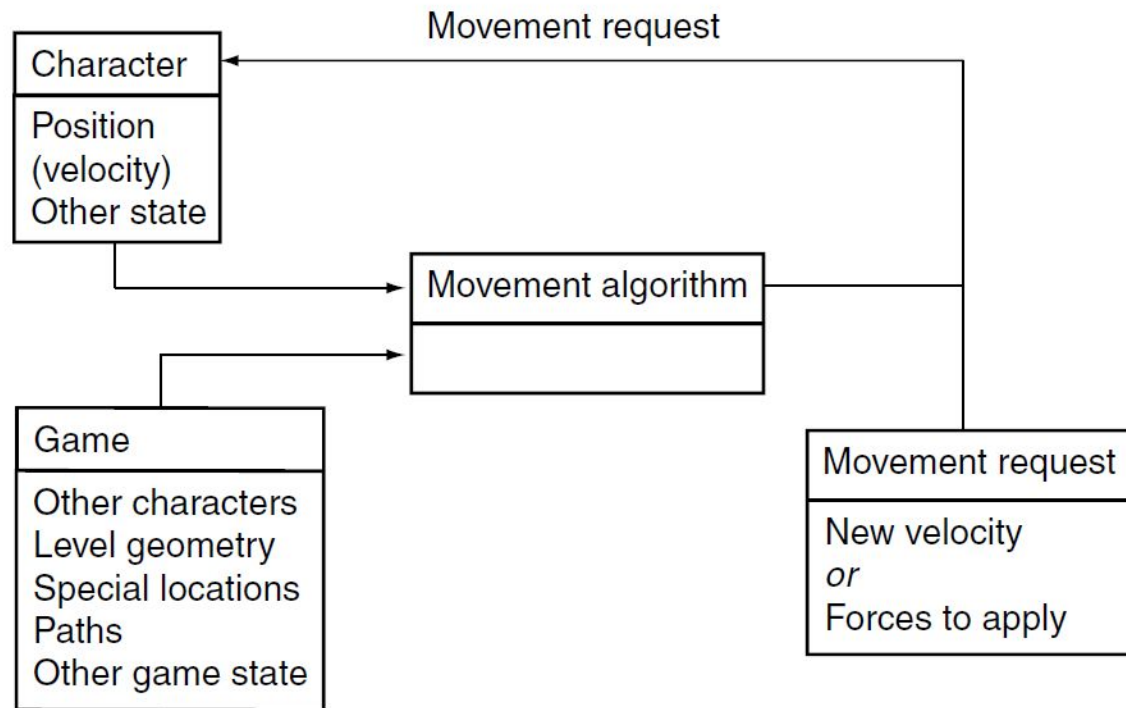 Movement request
Character
Position
(velocity)
Other state
Movement algorithm
Game
Other characters
Level geometry
Special locations
Paths
Other game state
Movement request
New velocity
or
Forces to apply